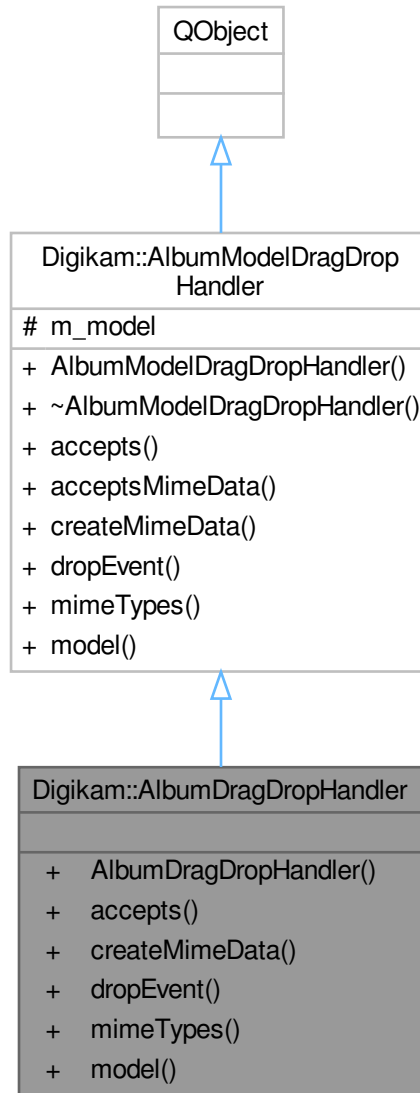 QObject
Digikam::AlbumModelDragDrop
Handler
# m_model
+ AlbumModelDragDropHandler()
+ ~AlbumModelDragDropHandler()
+ accepts()
+ acceptsMimeData()
+ createMimeData()
+ dropEvent()
+ mimeTypes()
+ model()
Digikam::AlbumDragDropHandler
+ AlbumDragDropHandler()
+ accepts()
+ createMimeData()
+ dropEvent()
+ mimeTypes()
+ model()